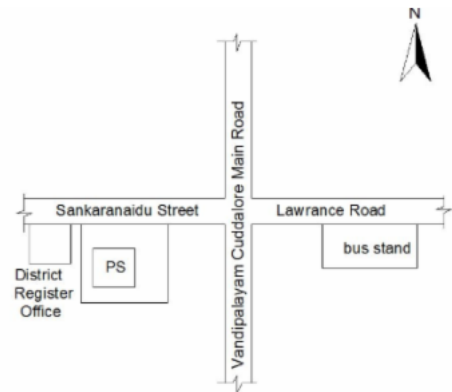 N
Vandipalayam Cuddalore Main Road
Sankaranaidu Street
Lawrance Road
PS
bus stand
District
Register
Office